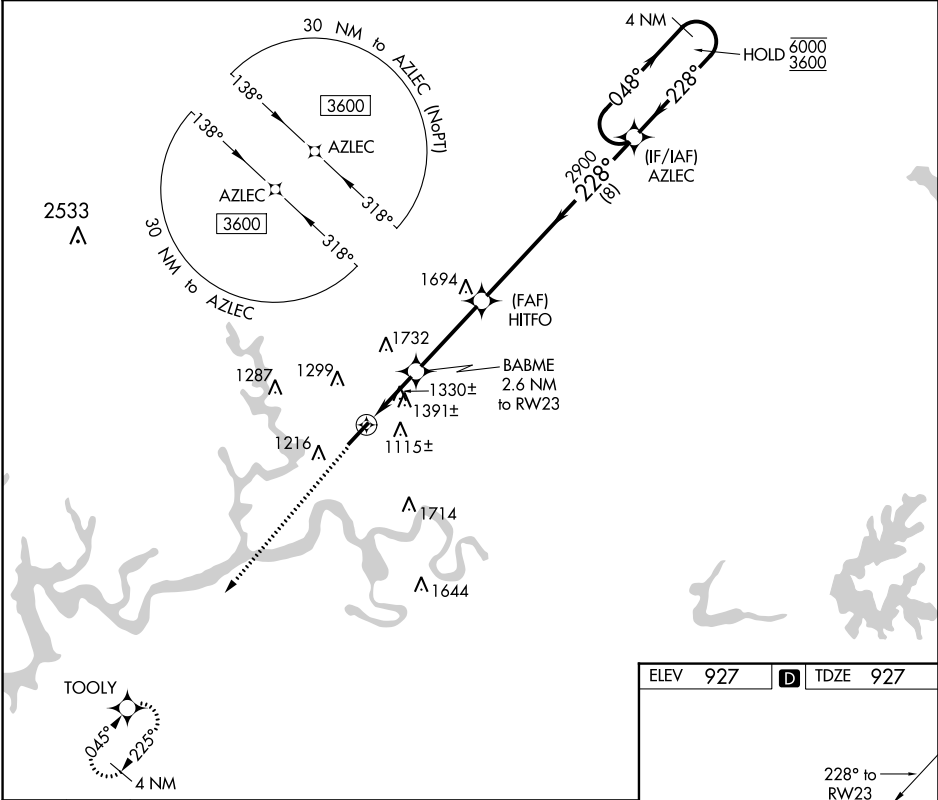 30 NM to AZLEC (NoPT)
138°
3600
AZLEC
318°
138°
AZLEC
3600
318°
30 NM to AZLEC
4 NM
HOLD 6000
3600
048°
228°
(IF/IAF)
AZLEC
2900
228°
(8)
2533
1694
(FAF)
HITFO
1732
BABME
2.6 NM
to RW23
1287
1299
1330±
1391±
1216
1115±
1714
1644
TOOLY
045°
225°
4 NM
ELEV 927 D TDZE 927
228° to
RW23